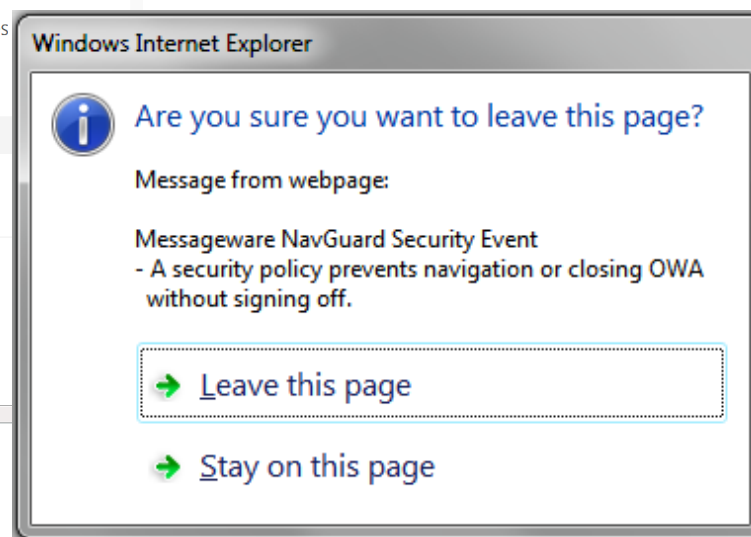 s
Windows Internet Explorer
Are you sure you want to leave this page?
Message from webpage:
Messageware NavGuard Security Event
- A security policy prevents navigation or closing OWA
without signing off.
Leave this page
Stay on this page